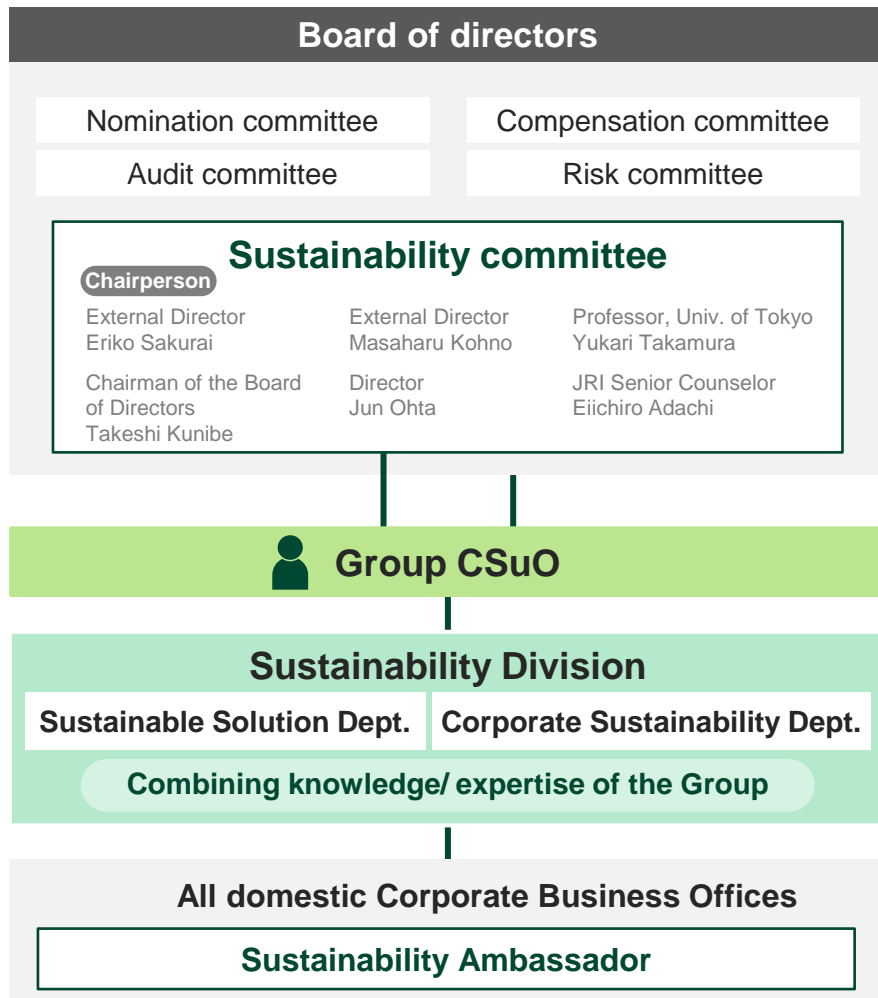 Board of directors
Nomination committee
Compensation committee
Audit committee
Risk committee
Sustainability committee
Chairperson
External Director
Eriko Sakurai
External Director
Masaharu Kohno
Professor, Univ. of Tokyo
Yukari Takamura
Chairman of the Board
of Directors
Takeshi Kunibe
Director
Jun Ohta
JRI Senior Counselor
Eiichiro Adachi
Group CSuO
Sustainability Division
Sustainable Solution Dept.
Corporate Sustainability Dept.
Combining knowledge/ expertise of the Group
All domestic Corporate Business Offices
Sustainability Ambassador